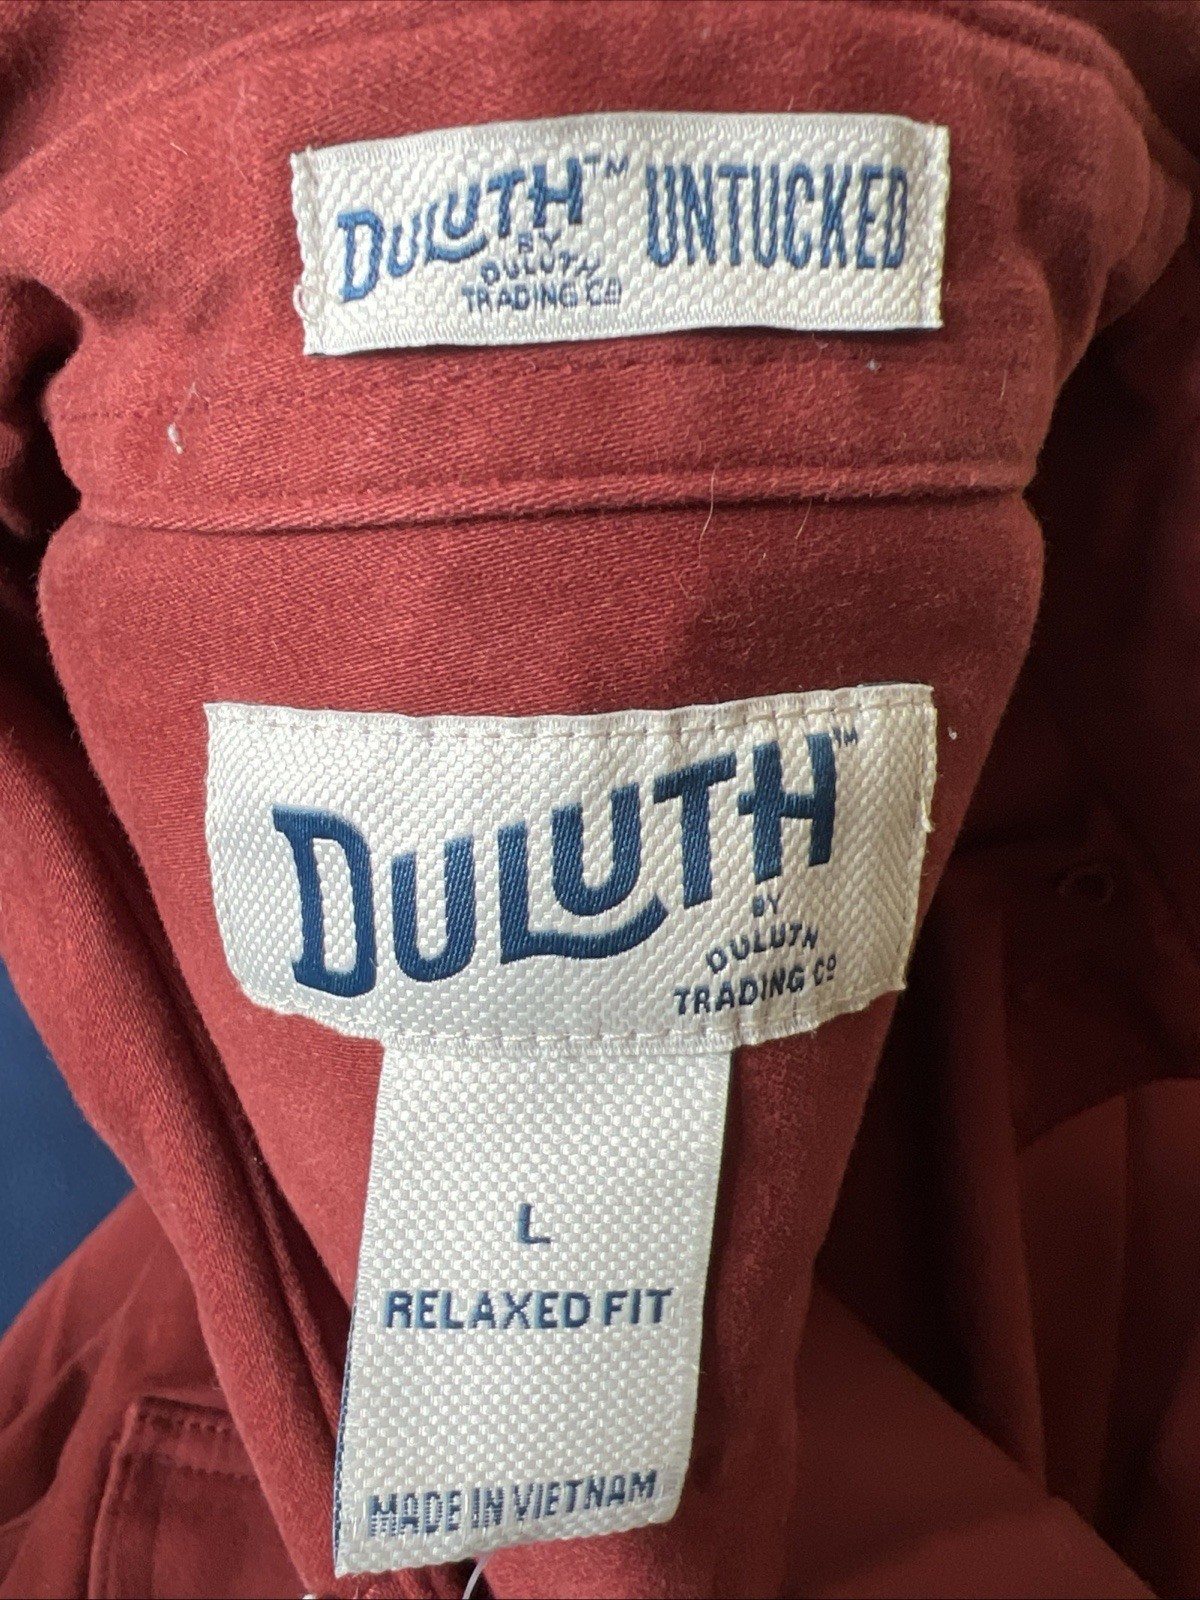 DULUTH™ UNTUCKED
BY
DULUTH
TRADING Cº
DULUTH™
BY
DULUTH
TRADING Cº
L
RELAXED FIT
MADE IN VIETNAM